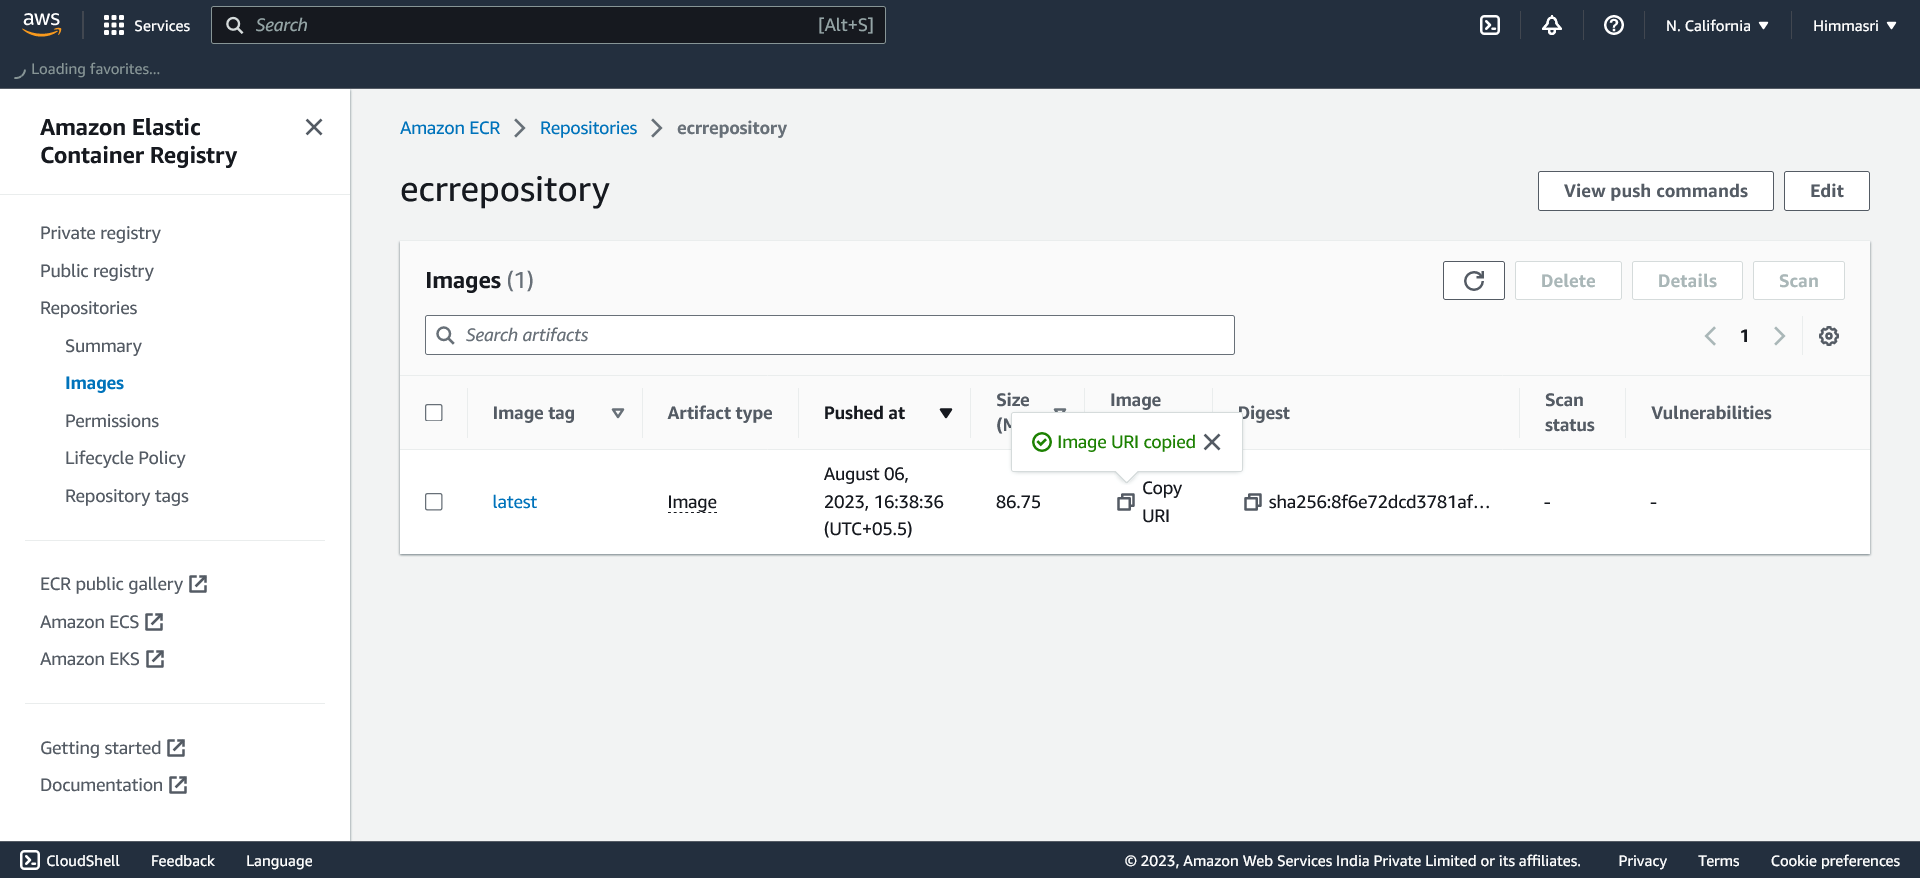 aws
Services
Search
[Alt+S]
N. California
Himmasri
Loading favorites...
Amazon Elastic
Container Registry
Private registry
Public registry
Repositories
Summary
Images
Permissions
Lifecycle Policy
Repository tags
ECR public gallery
Amazon ECS
Amazon EKS
Getting started
Documentation
Amazon ECR
Repositories
ecrrepository
ecrrepository
View push commands
Edit
Images (1)
Delete
Details
Scan
Search artifacts
1
Image tag
Artifact type
Pushed at
Size
Image
Digest
Scan
status
Vulnerabilities
Image URI copied
latest
Image
August 06,
2023, 16:38:36
(UTC+05.5)
86.75
Copy
URI
sha256:8f6e72dcd3781af...
-
-
CloudShell
Feedback
Language
© 2023, Amazon Web Services India Private Limited or its affiliates.
Privacy
Terms
Cookie preferences